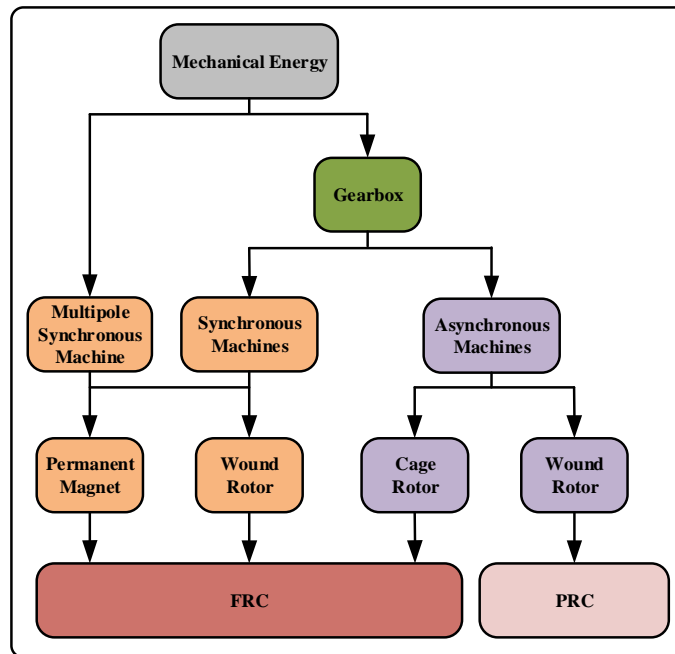 Mechanical Energy
Gearbox
Multipole
Synchronous
Machine
Synchronous
Machines
Asynchronous
Machines
Permanent
Magnet
Wound
Rotor
Cage
Rotor
Wound
Rotor
FRC
PRC